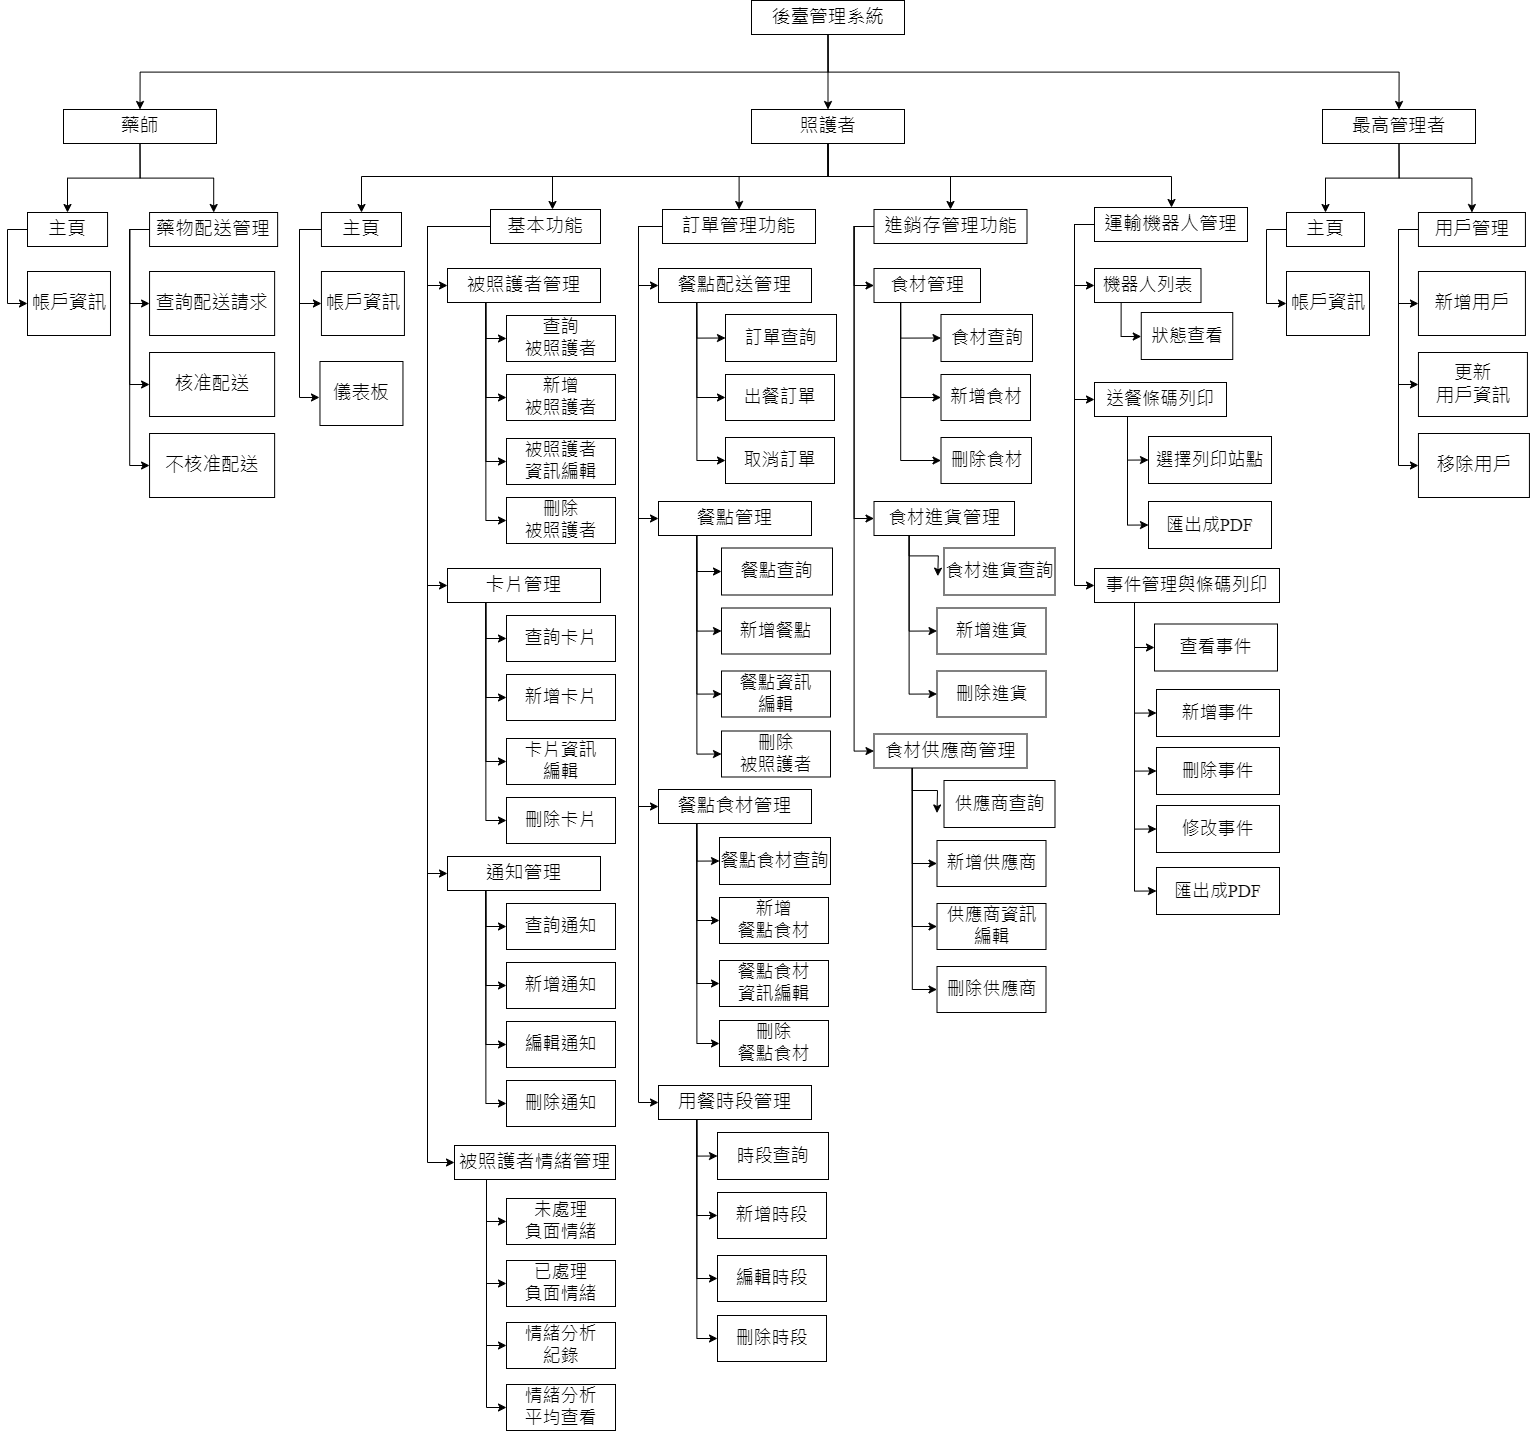 後臺管理系統
藥師
照護者
最高管理者
主頁
藥物配送管理
帳戶資訊
查詢配送請求
核准配送
不核准配送
主頁
帳戶資訊
儀表板
基本功能
被照護者管理
查詢
被照護者
新增
被照護者
被照護者
資訊編輯
刪除
被照護者
卡片管理
查詢卡片
新增卡片
卡片資訊
編輯
刪除卡片
通知管理
查詢通知
新增通知
編輯通知
刪除通知
被照護者情緒管理
未處理
負面情緒
已處理
負面情緒
情緒分析
紀錄
情緒分析
平均查看
訂單管理功能
餐點配送管理
訂單查詢
出餐訂單
取消訂單
餐點管理
餐點查詢
新增餐點
餐點資訊
編輯
刪除
被照護者
餐點食材管理
餐點食材查詢
新增
餐點食材
餐點食材
資訊編輯
刪除
餐點食材
用餐時段管理
時段查詢
新增時段
編輯時段
刪除時段
進銷存管理功能
食材管理
食材查詢
新增食材
刪除食材
食材進貨管理
食材進貨查詢
新增進貨
刪除進貨
食材供應商管理
供應商查詢
新增供應商
供應商資訊
編輯
刪除供應商
運輸機器人管理
機器人列表
狀態查看
送餐條碼列印
選擇列印站點
匯出成PDF
事件管理與條碼列印
查看事件
新增事件
刪除事件
修改事件
匯出成PDF
主頁
帳戶資訊
用戶管理
新增用戶
更新
用戶資訊
移除用戶